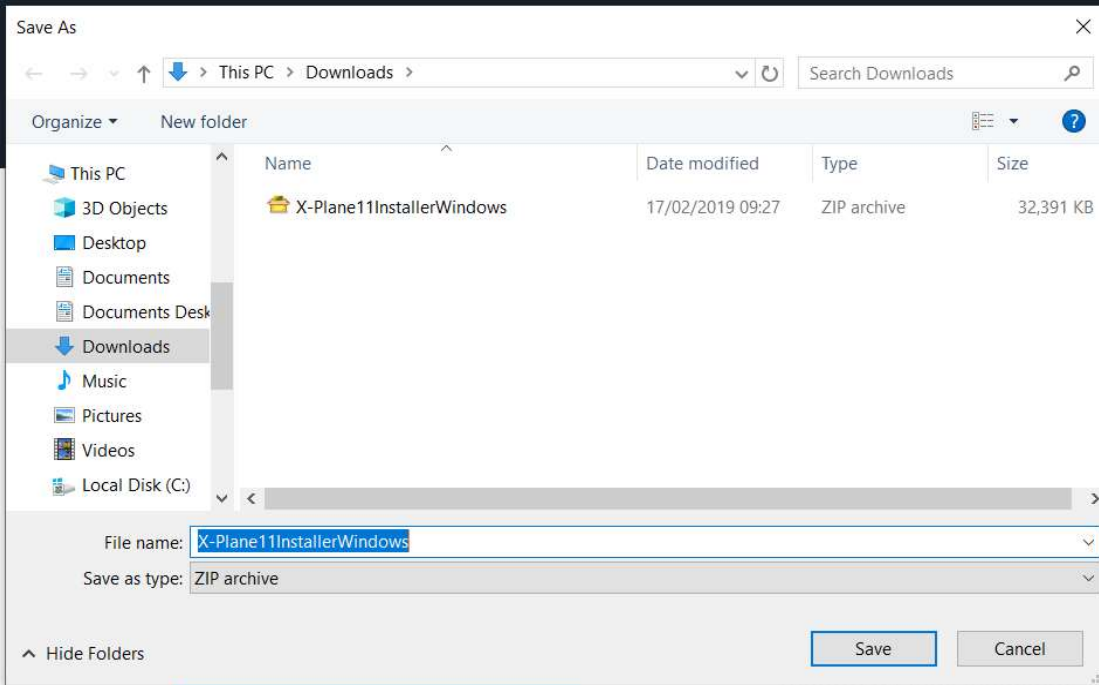 Save As
This PC > Downloads >
Search Downloads
Organize
New folder
?
This PC
3D Objects
Desktop
Documents
Documents Desk
Downloads
Music
Pictures
Videos
Local Disk (C:)
Name Date modified Type Size
X-Plane11InstallerWindows 17/02/2019 09:27 ZIP archive 32,391 KB
File name: X-Plane11InstallerWindows
Save as type: ZIP archive
Hide Folders
Save
Cancel